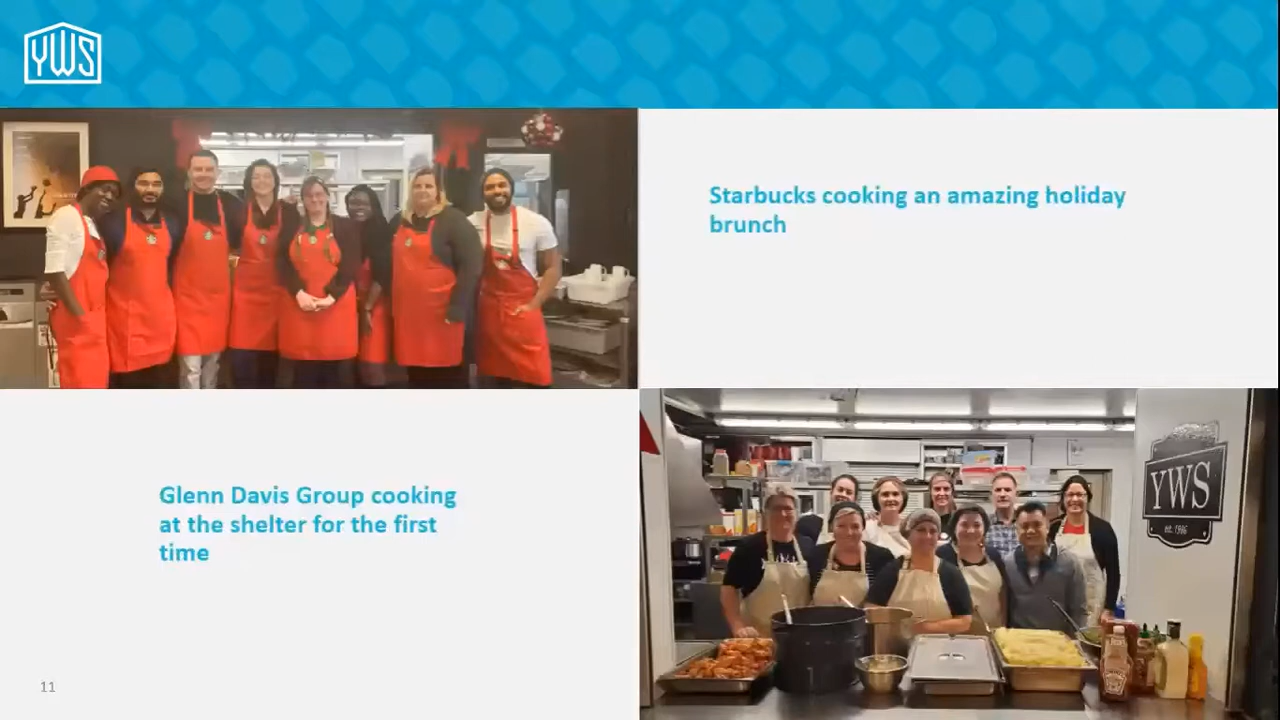 YWS
Starbucks cooking an amazing holiday
brunch
Glenn Davis Group cooking
at the shelter for the first
time
YWS
est. 1986
11